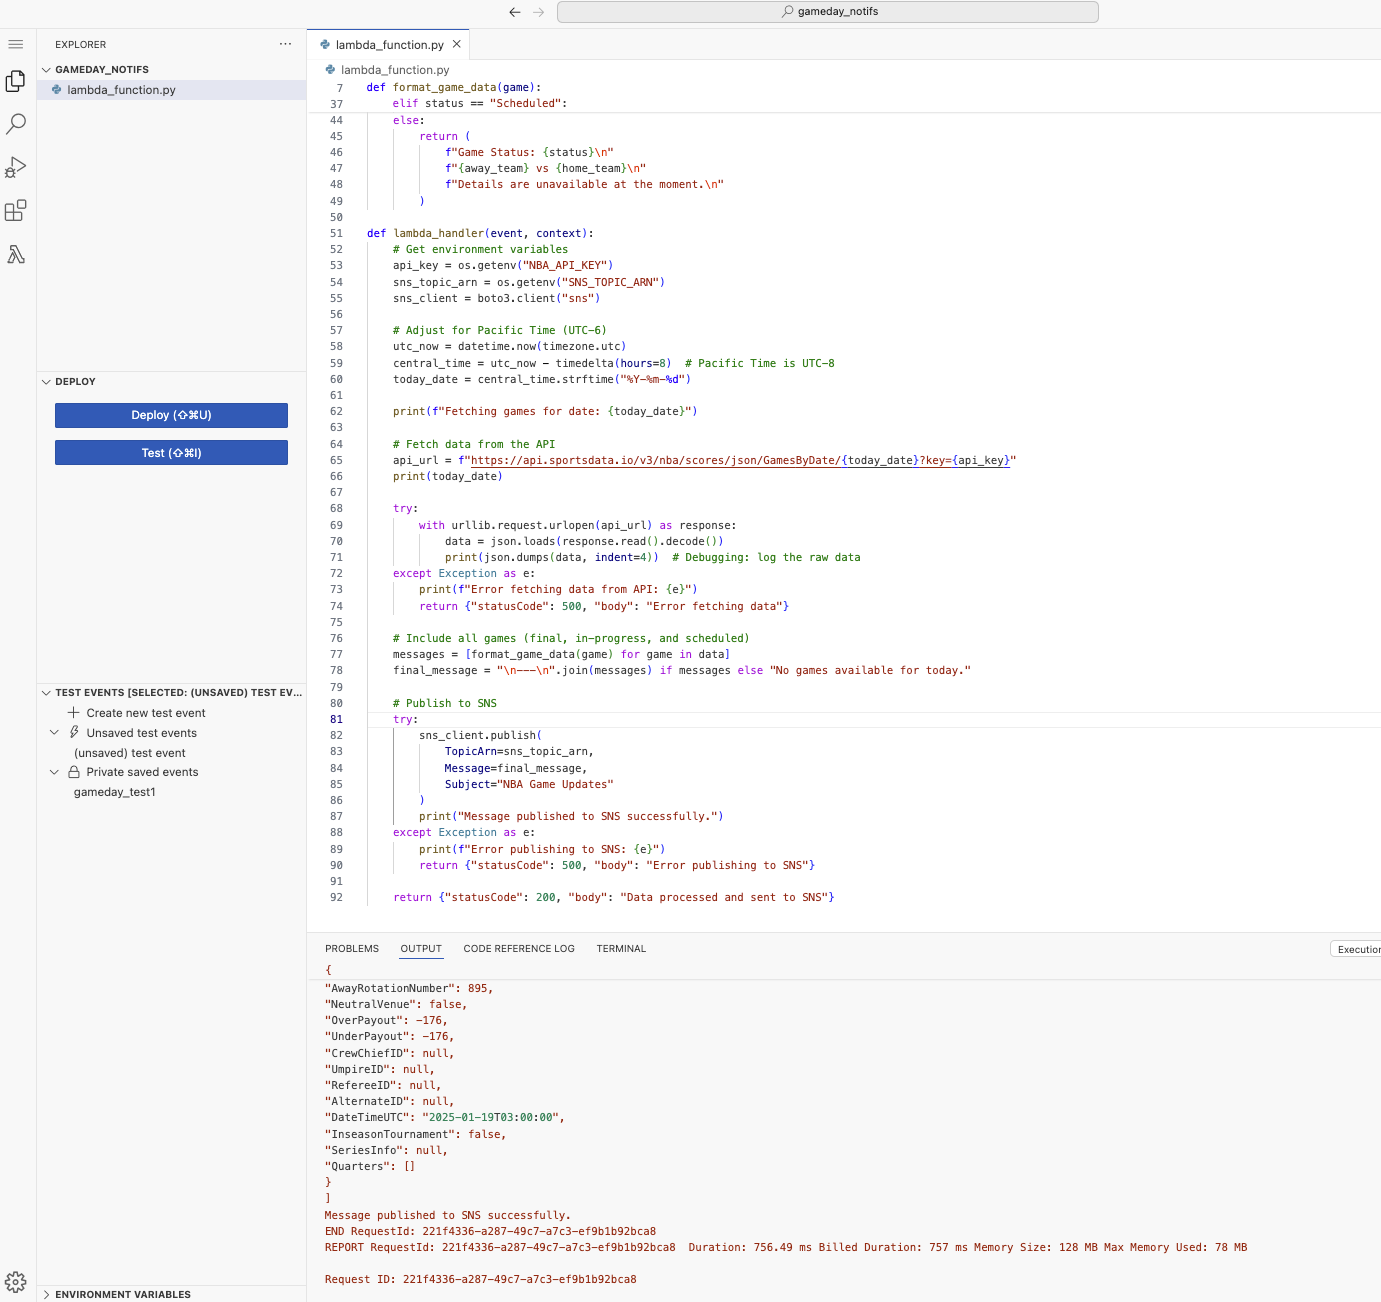 gameday_notifs
EXPLORER
GAMEDAY_NOTIFS
lambda_function.py
DEPLOY
Deploy (⇧⌘U)
Test (⇧⌘I)
TEST EVENTS [SELECTED: (UNSAVED) TEST EV...
Create new test event
Unsaved test events
(unsaved) test event
Private saved events
gameday_test1
ENVIRONMENT VARIABLES
lambda_function.py
lambda_function.py
7 def format_game_data(game):
37 elif status == "Scheduled":
44 else:
45 return (
46 f"Game Status: {status}\n"
47 f"{away_team} vs {home_team}\n"
48 f"Details are unavailable at the moment.\n"
49 )
50
51 def lambda_handler(event, context):
52 # Get environment variables
53 api_key = os.getenv("NBA_API_KEY")
54 sns_topic_arn = os.getenv("SNS_TOPIC_ARN")
55 sns_client = boto3.client("sns")
56
57 # Adjust for Pacific Time (UTC-6)
58 utc_now = datetime.now(timezone.utc)
59 central_time = utc_now - timedelta(hours=8)  # Pacific Time is UTC-8
60 today_date = central_time.strftime("%Y-%m-%d")
61
62 print(f"Fetching games for date: {today_date}")
63
64 # Fetch data from the API
65 api_url = f"https://api.sportsdata.io/v3/nba/scores/json/GamesByDate/{today_date}?key={api_key}"
66 print(today_date)
67
68 try:
69 with urllib.request.urlopen(api_url) as response:
70 data = json.loads(response.read().decode())
71 print(json.dumps(data, indent=4))  # Debugging: log the raw data
72 except Exception as e:
73 print(f"Error fetching data from API: {e}")
74 return {"statusCode": 500, "body": "Error fetching data"}
75
76 # Include all games (final, in-progress, and scheduled)
77 messages = [format_game_data(game) for game in data]
78 final_message = "\n---\n".join(messages) if messages else "No games available for today."
79
80 # Publish to SNS
81 try:
82 sns_client.publish(
83 TopicArn=sns_topic_arn,
84 Message=final_message,
85 Subject="NBA Game Updates"
86 )
87 print("Message published to SNS successfully.")
88 except Exception as e:
89 print(f"Error publishing to SNS: {e}")
90 return {"statusCode": 500, "body": "Error publishing to SNS"}
91
92 return {"statusCode": 200, "body": "Data processed and sent to SNS"}
PROBLEMS OUTPUT CODE REFERENCE LOG TERMINAL
{
"AwayRotationNumber": 895,
"NeutralVenue": false,
"OverPayout": -176,
"UnderPayout": -176,
"CrewChiefID": null,
"UmpireID": null,
"RefereeID": null,
"AlternateID": null,
"DateTimeUTC": "2025-01-19T03:00:00",
"InseasonTournament": false,
"SeriesInfo": null,
"Quarters": []
}
]
Message published to SNS successfully.
END RequestId: 221f4336-a287-49c7-a7c3-ef9b1b92bca8
REPORT RequestId: 221f4336-a287-49c7-a7c3-ef9b1b92bca8  Duration: 756.49 ms Billed Duration: 757 ms Memory Size: 128 MB Max Memory Used: 78 MB
Request ID: 221f4336-a287-49c7-a7c3-ef9b1b92bca8